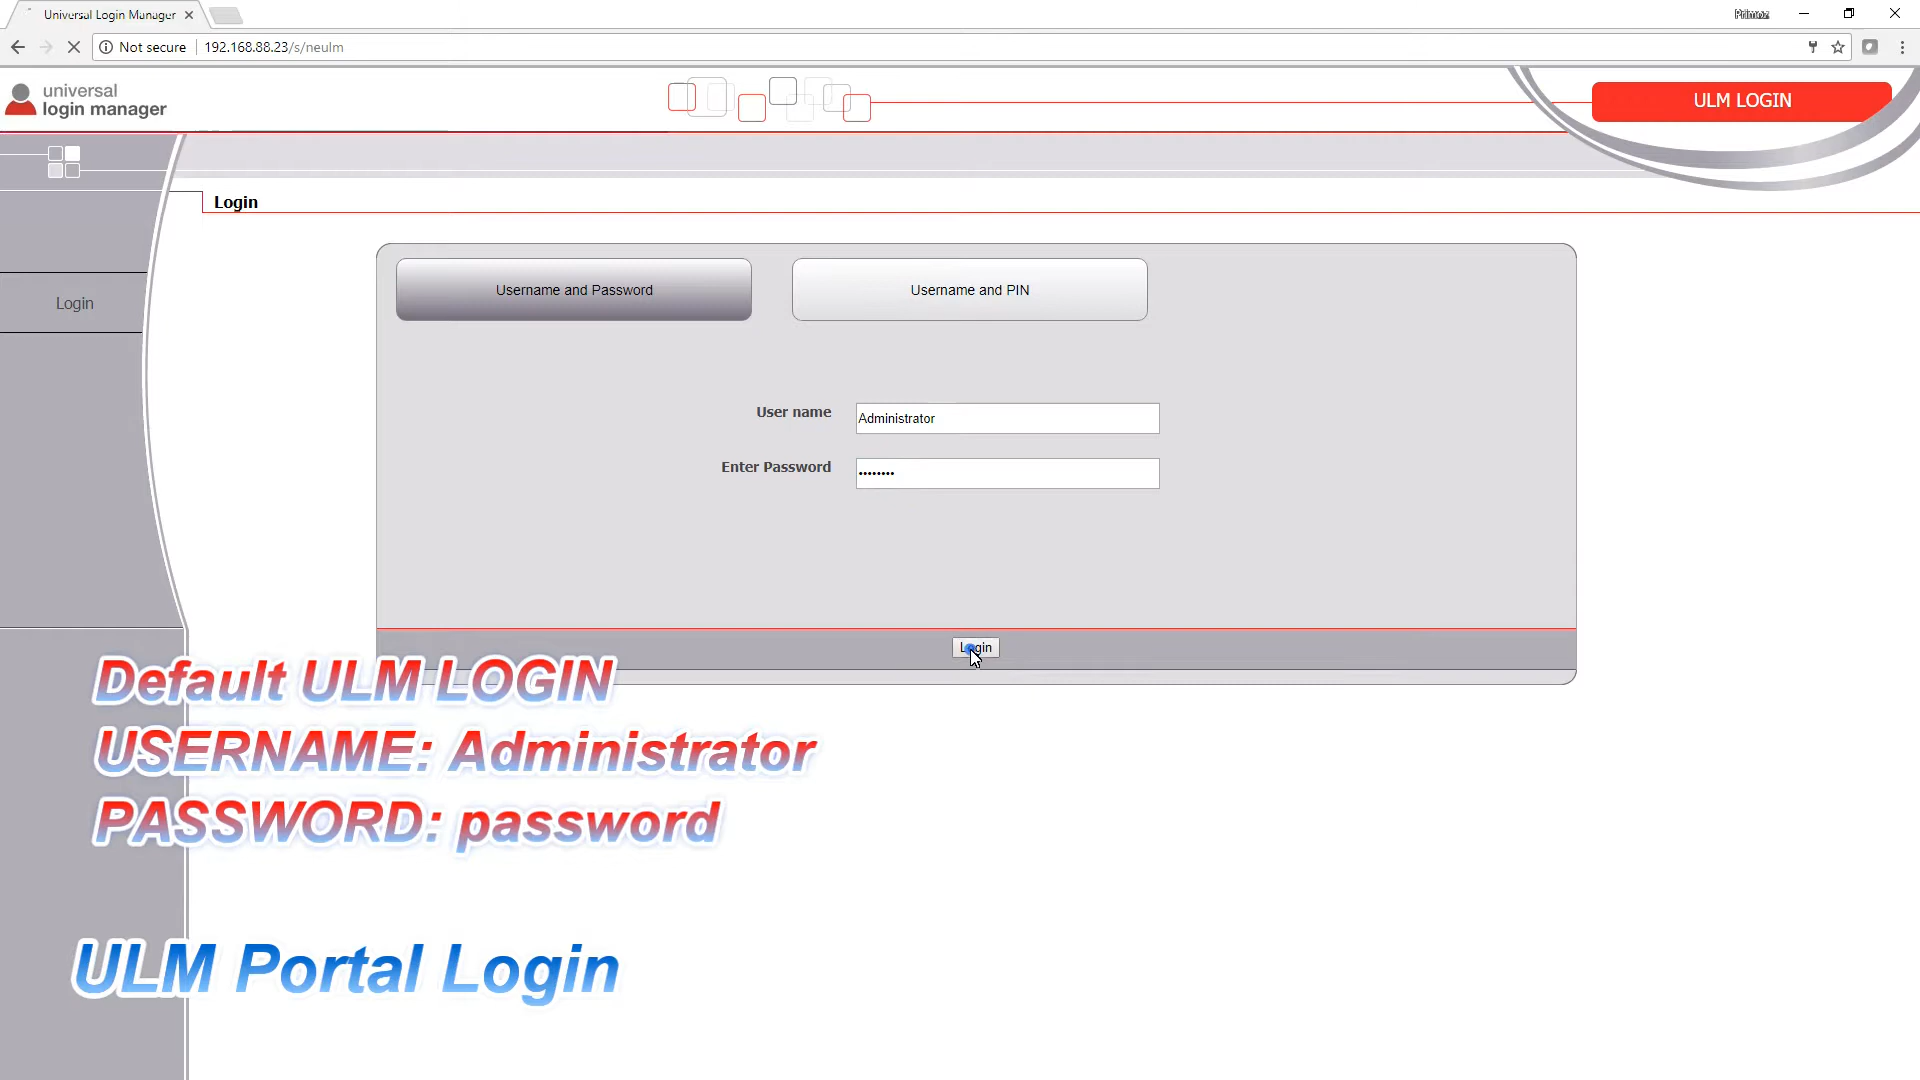 Universal Login Manager
Primoz
Not secure
192.168.88.23/s/neulm
universal
login manager
ULM LOGIN
Login
Login
Username and Password
Username and PIN
User name
Administrator
Enter Password
••••••••
Login
Default ULM LOGIN
USERNAME: Administrator
PASSWORD: password
ULM Portal Login